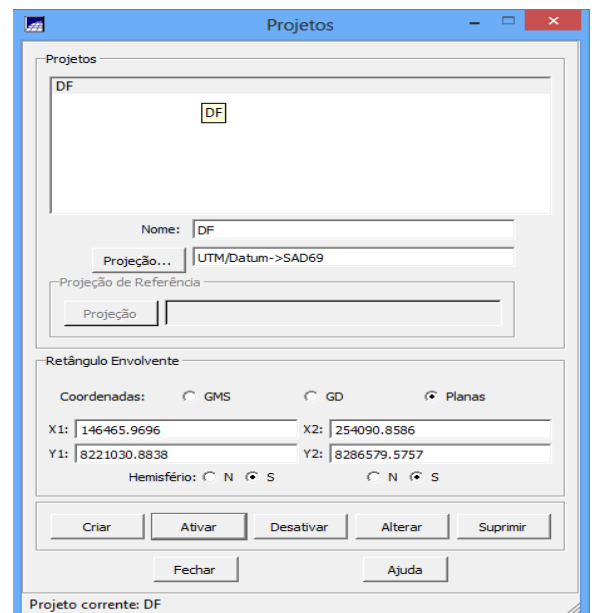 Projetos
Projetos
DF
DF
Nome: DF
Projeção... UTM/Datum->SAD69
Projeção de Referência
Projeção
Retângulo Envolvente
Coordenadas: GMS GD Planas
X1: 146465.9696 X2: 254090.8586
Y1: 8221030.8838 Y2: 8286579.5757
Hemisfério: N S N S
Criar Ativar Desativar Alterar Suprimir
Fechar Ajuda
Projeto corrente: DF